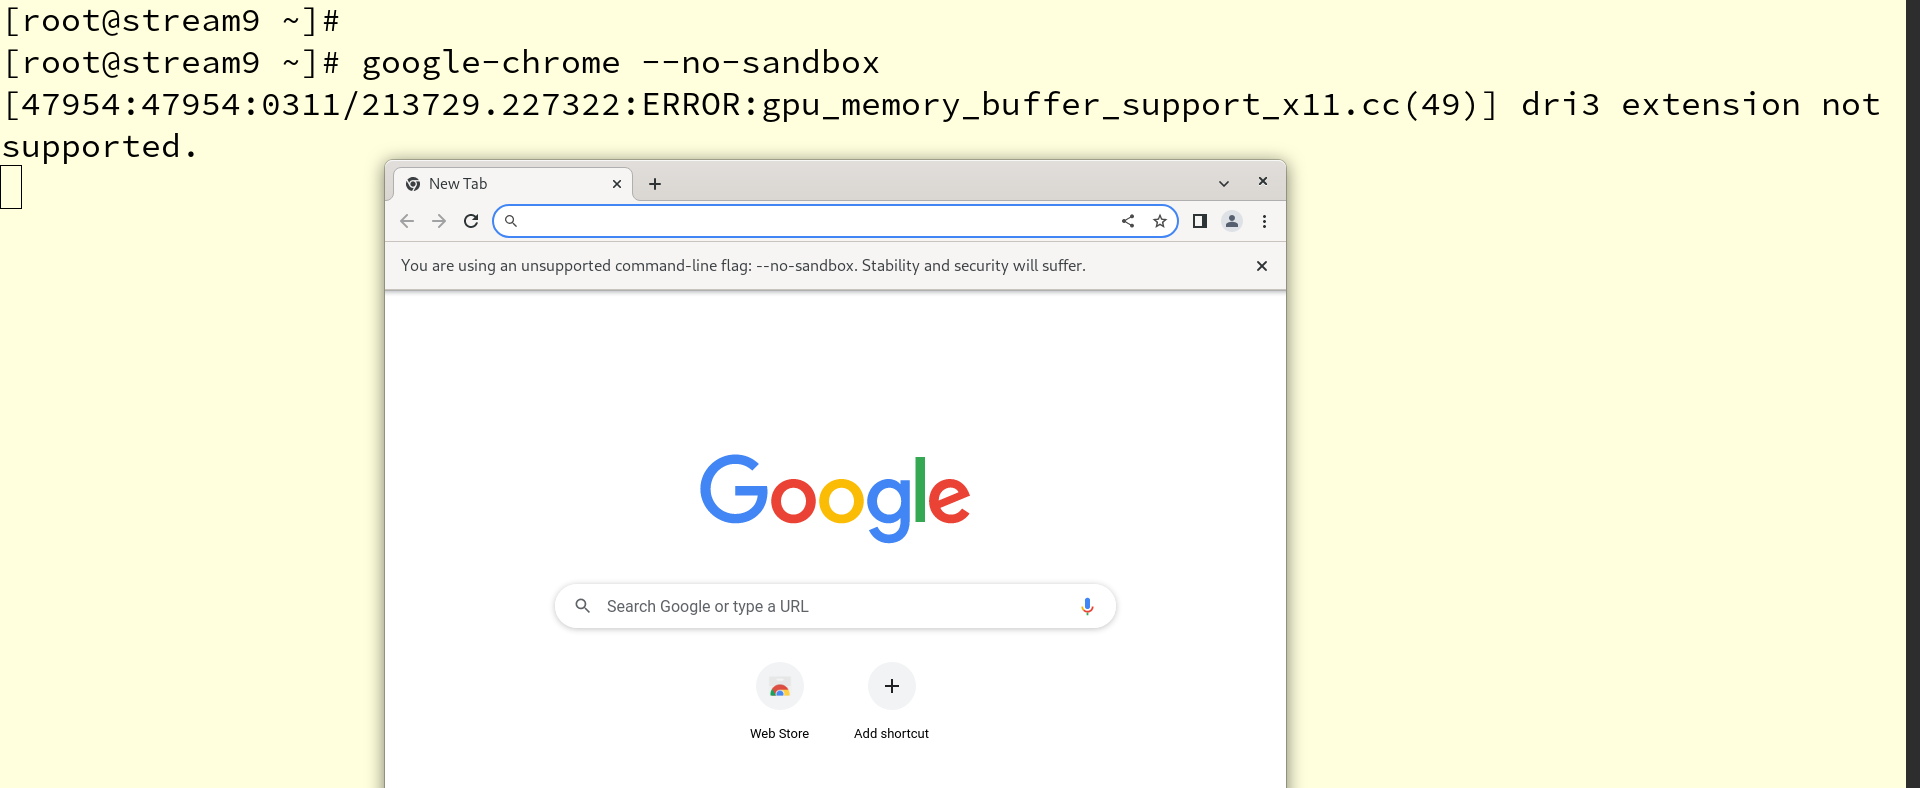 [root@stream9 ~]#
[root@stream9 ~]# google-chrome --no-sandbox
[47954:47954:0311/213729.227322:ERROR:gpu_memory_buffer_support_x11.cc(49)] dri3 extension not
supported.
New Tab
You are using an unsupported command-line flag: --no-sandbox. Stability and security will suffer.
Google
Search Google or type a URL
Web Store Add shortcut